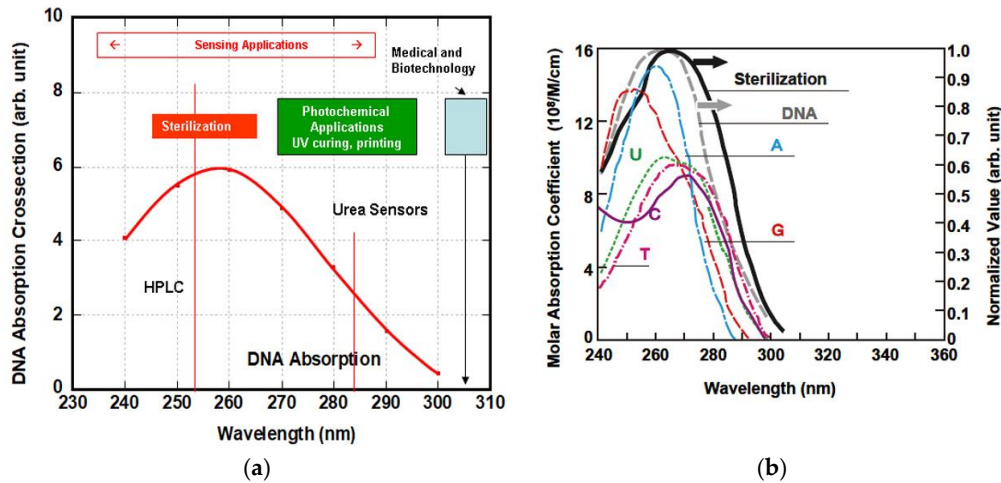 10
8
6
4
2
0
DNA Absorption Crossection (arb. unit)
← Sensing Applications →
Medical and
Biotechnology
Sterilization
Photochemical
Applications
UV curing, printing
Urea Sensors
HPLC
DNA Absorption
230 240 250 260 270 280 290 300 310
Wavelength (nm)
(a)
16
12
8
4
0
Molar Absorption Coefficient (10⁶/M/cm)
Sterilization
DNA
A
U
C
G
T
1.0
0.9
0.8
0.7
0.6
0.5
0.4
0.3
0.2
0.1
0
Normalized Value (arb. unit)
240 260 280 300 320 340 360
Wavelength (nm)
(b)